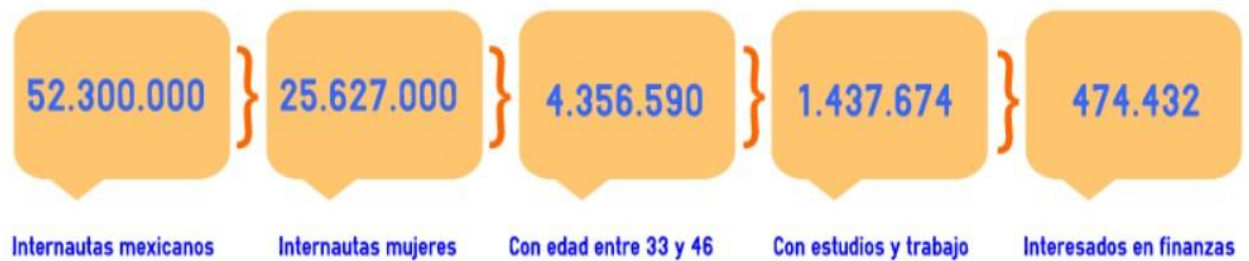 52.300.000 } 25.627.000 } 4.356.590 } 1.437.674 } 474.432
Internautas mexicanos Internautas mujeres Con edad entre 33 y 46 Con estudios y trabajo Interesados en finanzas